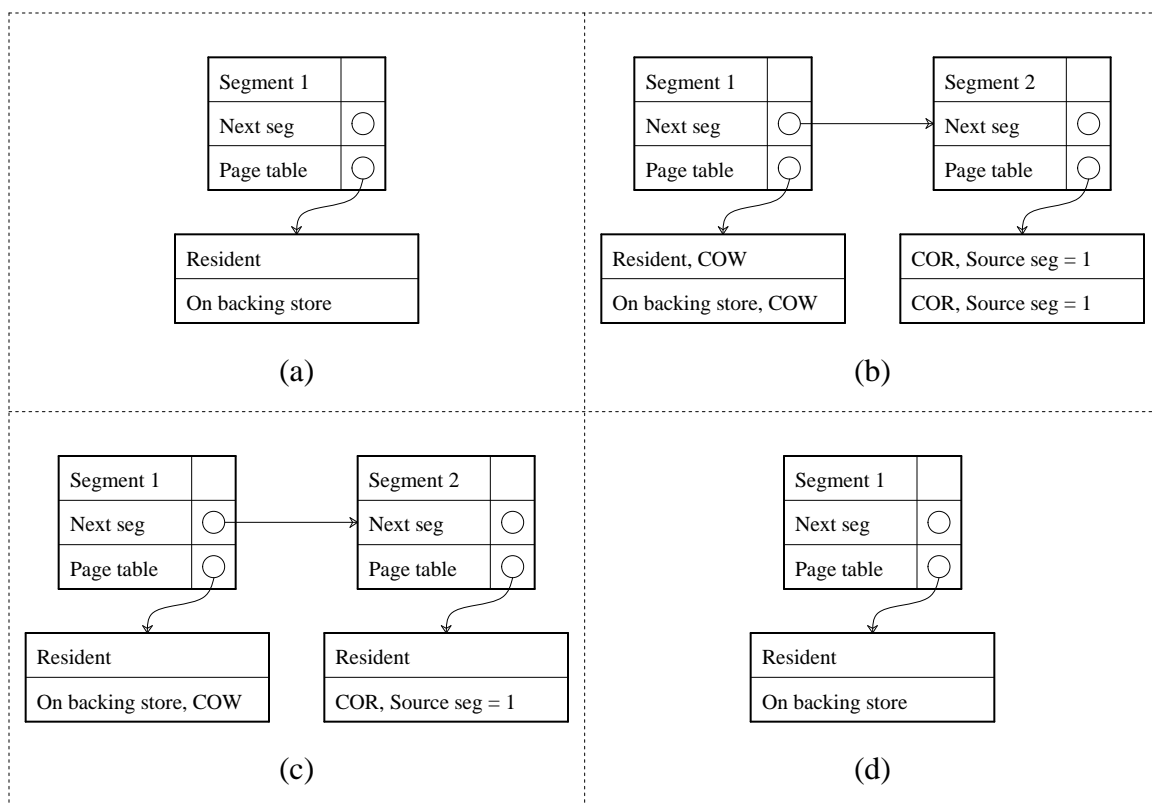 Segment 1
Next seg
Page table
Resident
On backing store
(a)
Segment 1
Next seg
Page table
Segment 2
Next seg
Page table
Resident, COW
On backing store, COW
COR, Source seg = 1
COR, Source seg = 1
(b)
Segment 1
Next seg
Page table
Segment 2
Next seg
Page table
Resident
On backing store, COW
Resident
COR, Source seg = 1
(c)
Segment 1
Next seg
Page table
Resident
On backing store
(d)